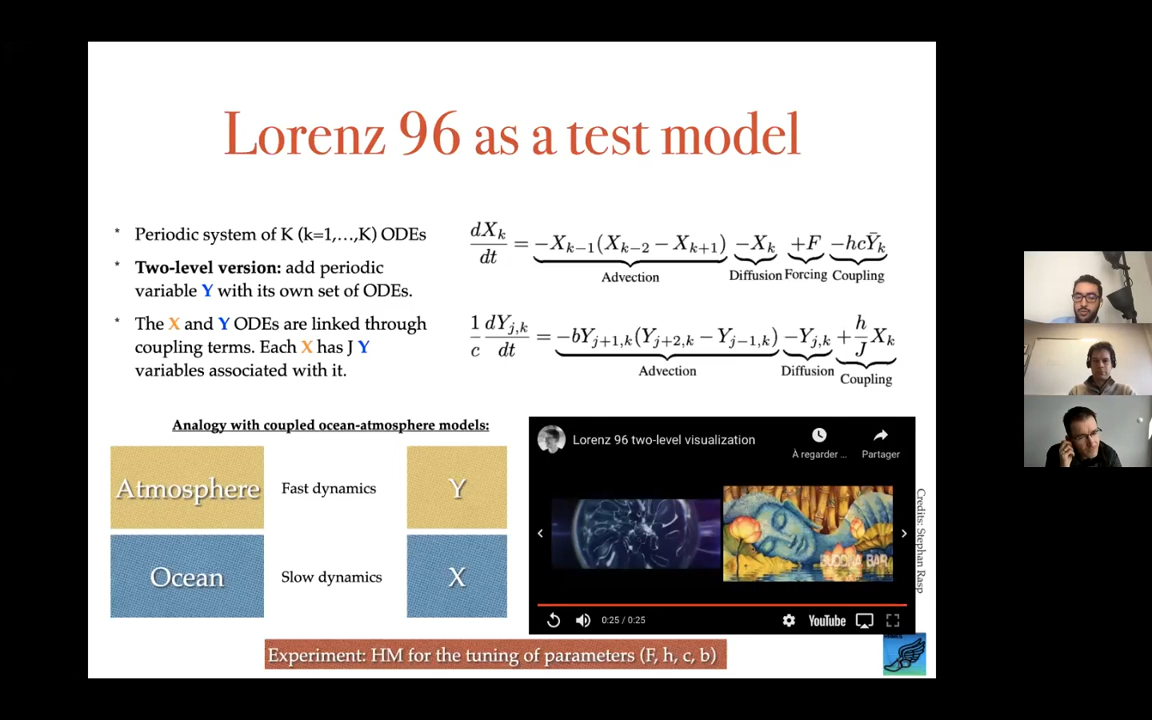 Lorenz 96 as a test model
* Periodic system of K (k=1,…,K) ODEs
* Two-level version: add periodic
variable Y with its own set of ODEs.
* The X and Y ODEs are linked through
coupling terms. Each X has J Y
variables associated with it.
dX_k/dt = −X_{k−1}(X_{k−2} − X_{k+1}) −X_k +F −hcȲ_k
Advection Diffusion Forcing Coupling
1/c dY_{j,k}/dt = −bY_{j+1,k}(Y_{j+2,k} − Y_{j−1,k}) −Y_{j,k} + h/J X_k
Advection Diffusion Coupling
Analogy with coupled ocean-atmosphere models:
Atmosphere Fast dynamics Y
Ocean Slow dynamics X
Lorenz 96 two-level visualization
À regarder ... Partager
BUDDHA BAR
0:25 / 0:25
YouTube
Credits: Stephan Rasp
Experiment: HM for the tuning of parameters (F, h, c, b)